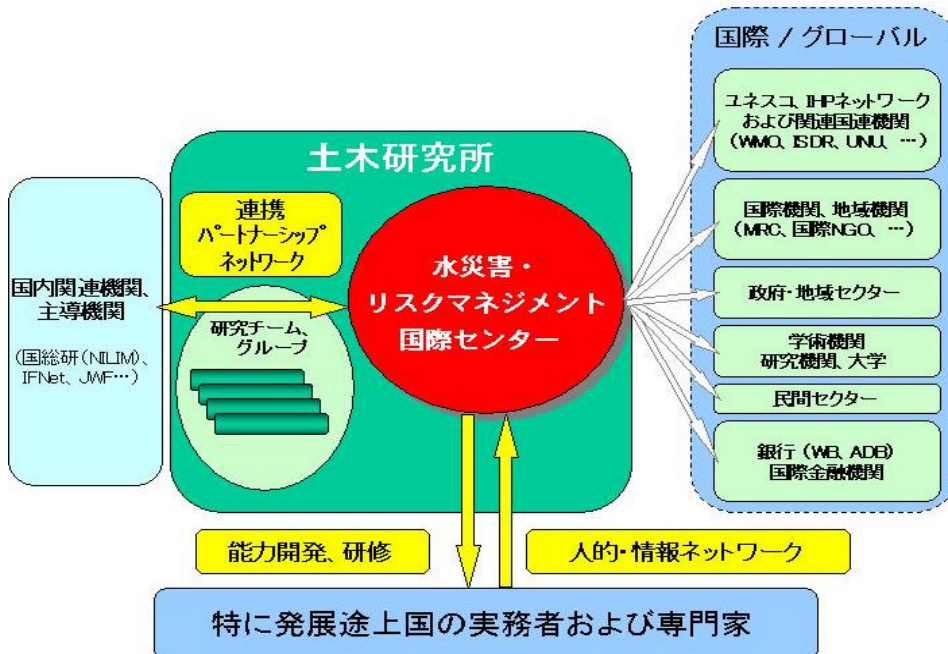 国際 / グローバル
ユネスコ、IHPネットワーク
および関連国連機関
(WMO、ISDR、UNU、…)
土木研究所
連携
パートナーシップ
ネットワーク
国際機関、地域機関
(MRC、国際NGO、…)
水災害・
リスクマネジメント
国際センター
国内関連機関、
主導機関
(国総研(NILIM)、
IFNet、JWF…)
政府・地域セクター
研究チーム、
グループ
学術機関
研究機関、大学
民間セクター
銀行 (WB、ADB)
国際金融機関
能力開発、研修
人的・情報ネットワーク
特に発展途上国の実務者および専門家